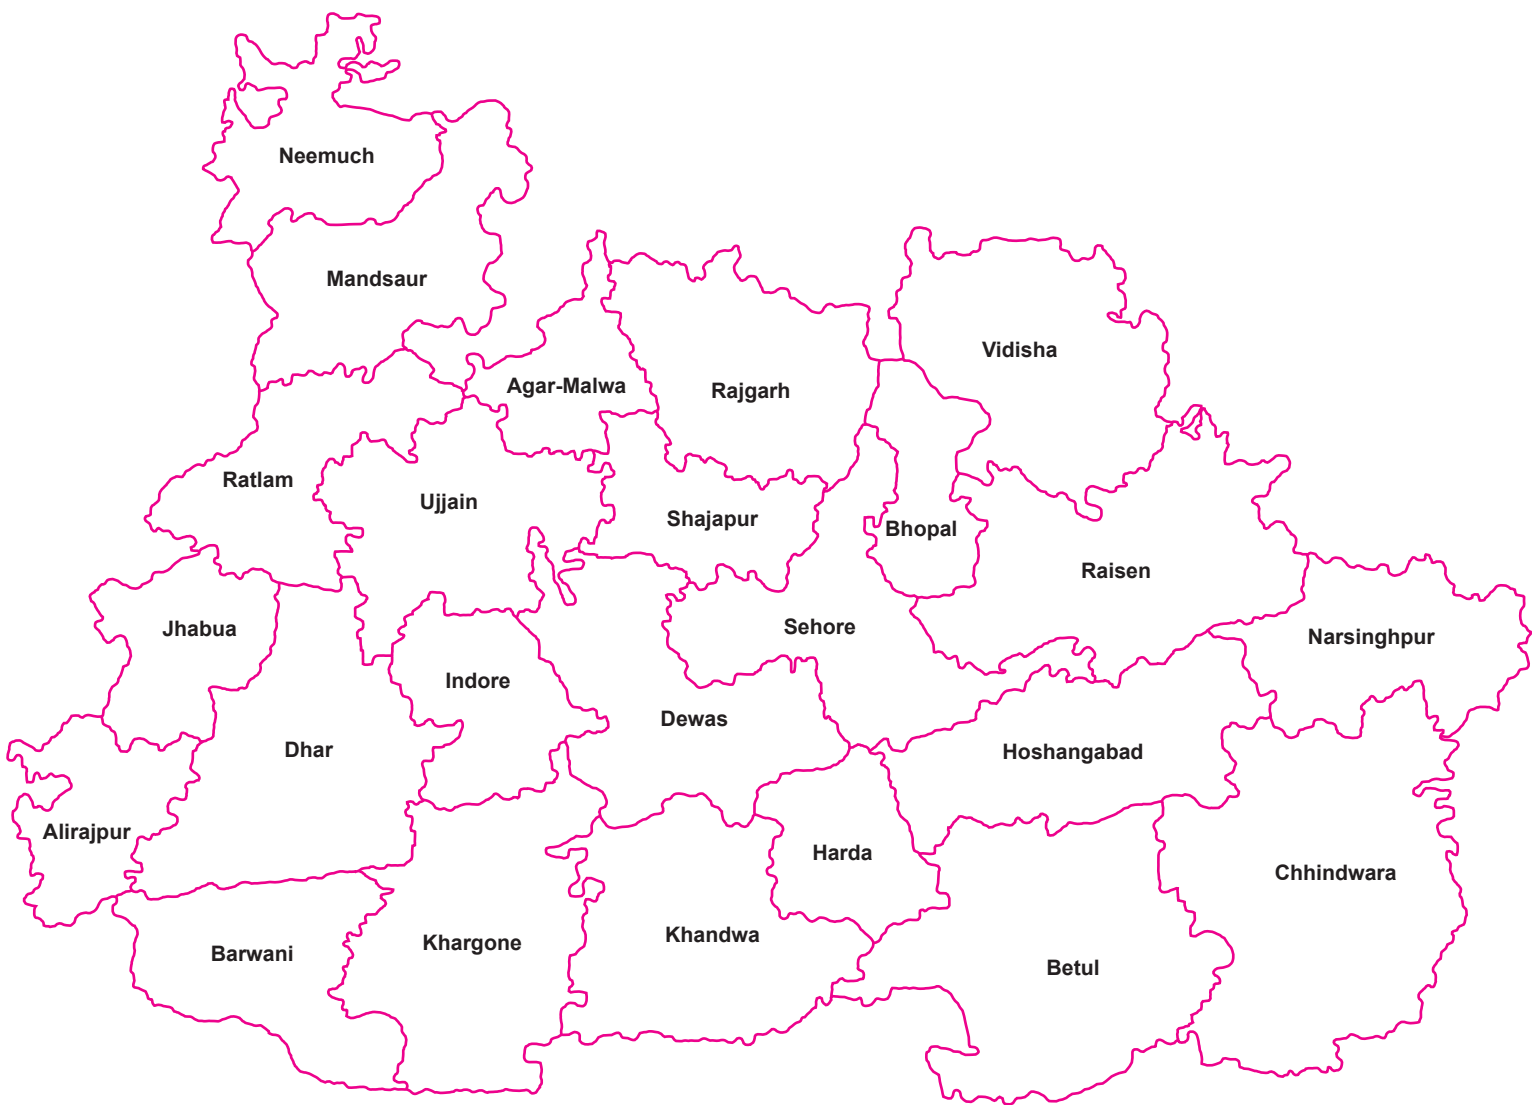 Neemuch
Mandsaur
Vidisha
Agar-Malwa
Rajgarh
Ratlam
Ujjain
Shajapur
Bhopal
Raisen
Jhabua
Sehore
Narsinghpur
Indore
Dewas
Dhar
Hoshangabad
Alirajpur
Harda
Chhindwara
Khandwa
Khargone
Barwani
Betul